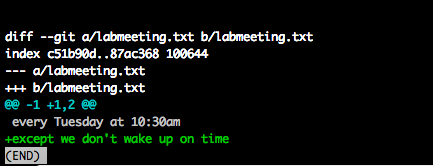 diff --git a/labmeeting.txt b/labmeeting.txt
index c51b90d..87ac368 100644
--- a/labmeeting.txt
+++ b/labmeeting.txt
@@ -1 +1,2 @@
 every Tuesday at 10:30am
+except we don't wake up on time
(END)